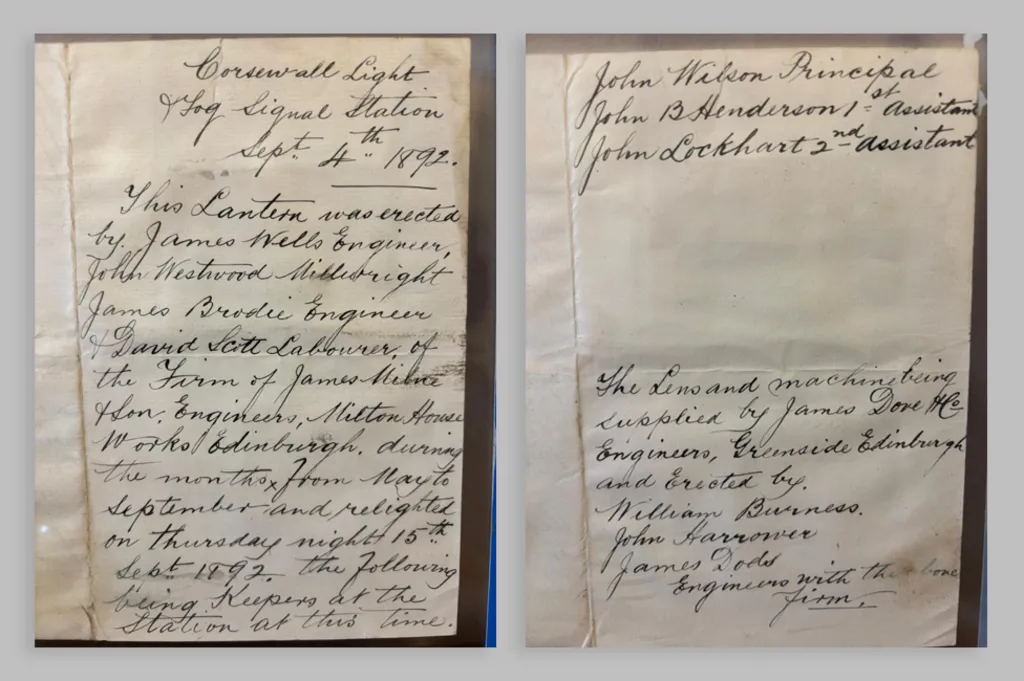 Corsewall Light
& Fog Signal Station
Sept. 4th 1892.
This Lantern was erected
by James Wells Engineer,
John Westwood Millwright
James Brodie Engineer
& David Scott Labourer, of
the Firm of James Milne
& Son, Engineers, Milton House
Works Edinburgh. during
the months, from May to
September and relighted
on thursday night 15th
Sept 1892. the following
being Keepers at the
Station at this time.
John Wilson Principal
John B Henderson 1st assistant
John Lockhart 2nd assistant
The Lens and machine being
supplied by James Dove & Co
Engineers, Greenside Edinburgh
and Erected by.
William Burness.
John Harrower
James Dods
Engineers with the above
firm.